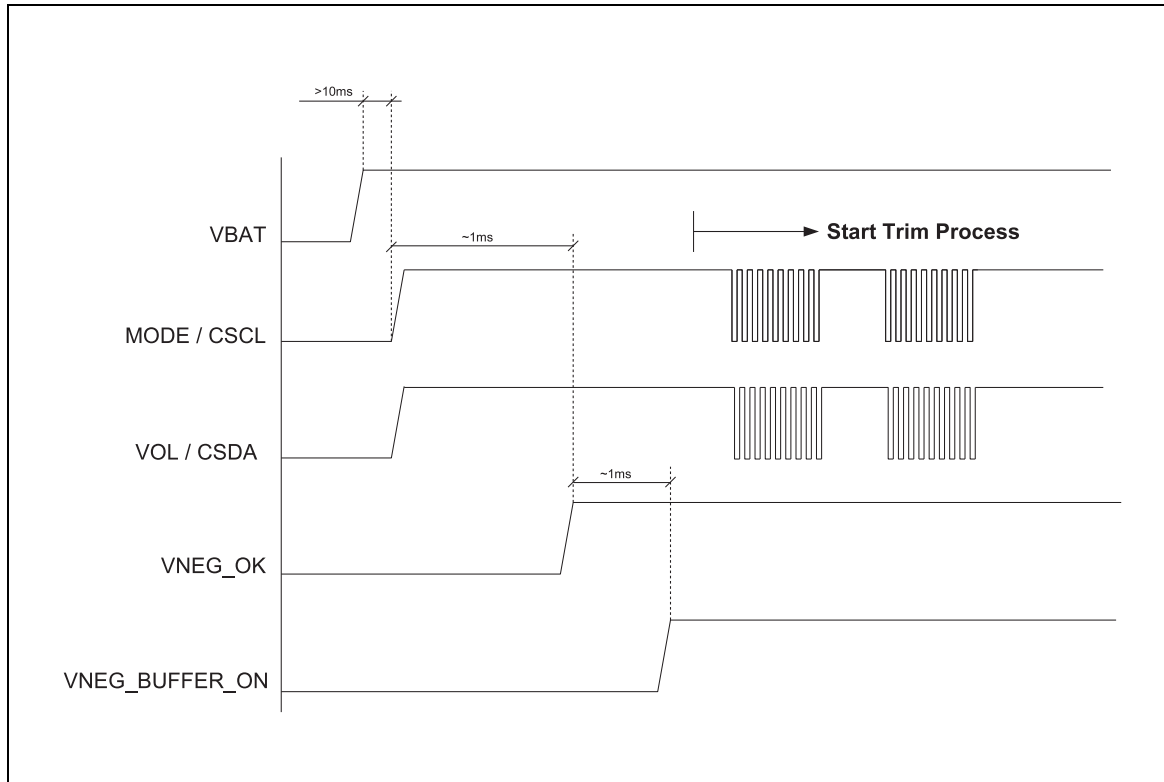 >10ms
VBAT
~1ms
Start Trim Process
MODE / CSCL
VOL / CSDA
~1ms
VNEG_OK
VNEG_BUFFER_ON